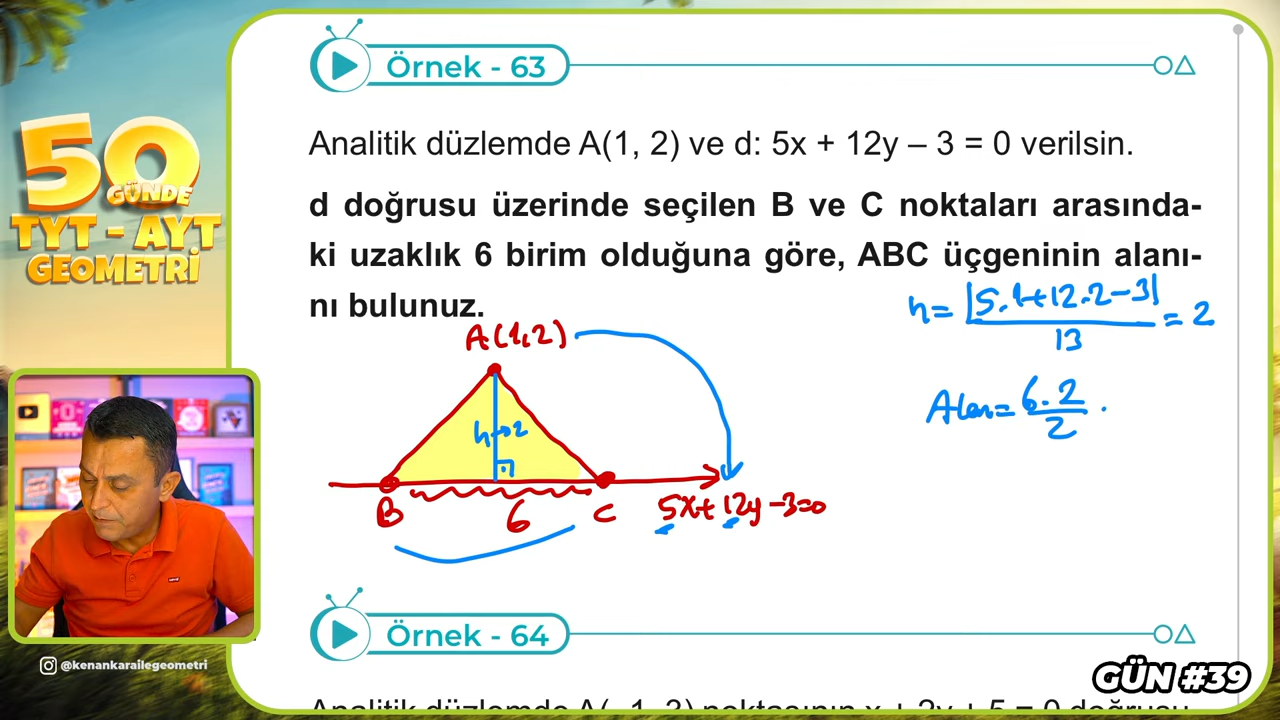 50
GÜNDE
TYT - AYT
GEOMETRİ
Örnek - 63
Analitik düzlemde A(1, 2) ve d: 5x + 12y – 3 = 0 verilsin.
d doğrusu üzerinde seçilen B ve C noktaları arasında-
ki uzaklık 6 birim olduğuna göre, ABC üçgeninin alanı-
nı bulunuz.
h = |5.1+12.2-3| / 13 = 2
A(1,2)
Alan = 6.2 / 2
h→2
B
6
C
5x+12y-3=0
Örnek - 64
@kenankarailegeometri
GÜN #39